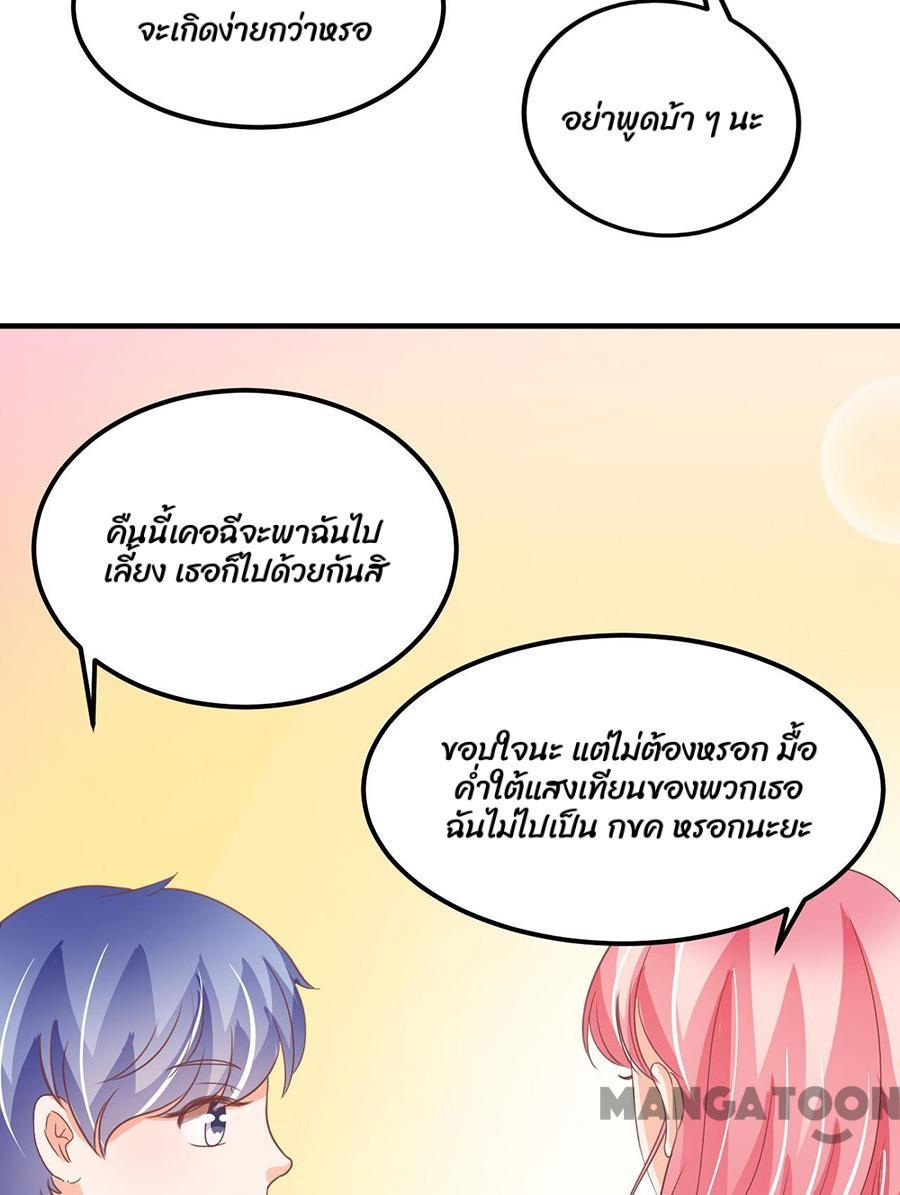 จะเกิดง่ายกว่าหรอ
อย่าพูดบ้า ๆ นะ
คืนนี้เคอฉีจะพาฉันไป
เลี้ยง เธอก็ไปด้วยกันสิ
ขอบใจนะ แต่ไม่ต้องหรอก มื้อ
ค่ำใต้แสงเทียนของพวกเธอ
ฉันไม่ไปเป็น กขค หรอกนะยะ
MANGATOON